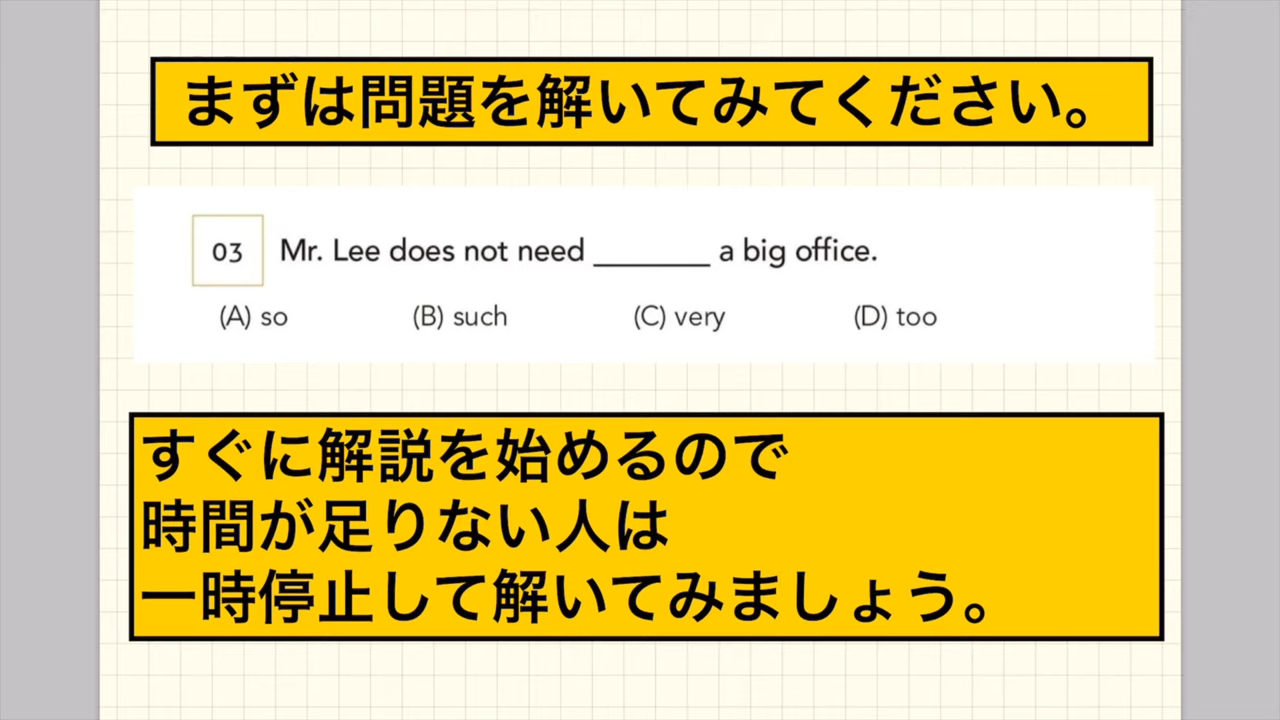 まずは問題を解いてみてください。
03 Mr. Lee does not need ________ a big office.
(A) so (B) such (C) very (D) too
すぐに解説を始めるので
時間が足りない人は
一時停止して解いてみましょう。